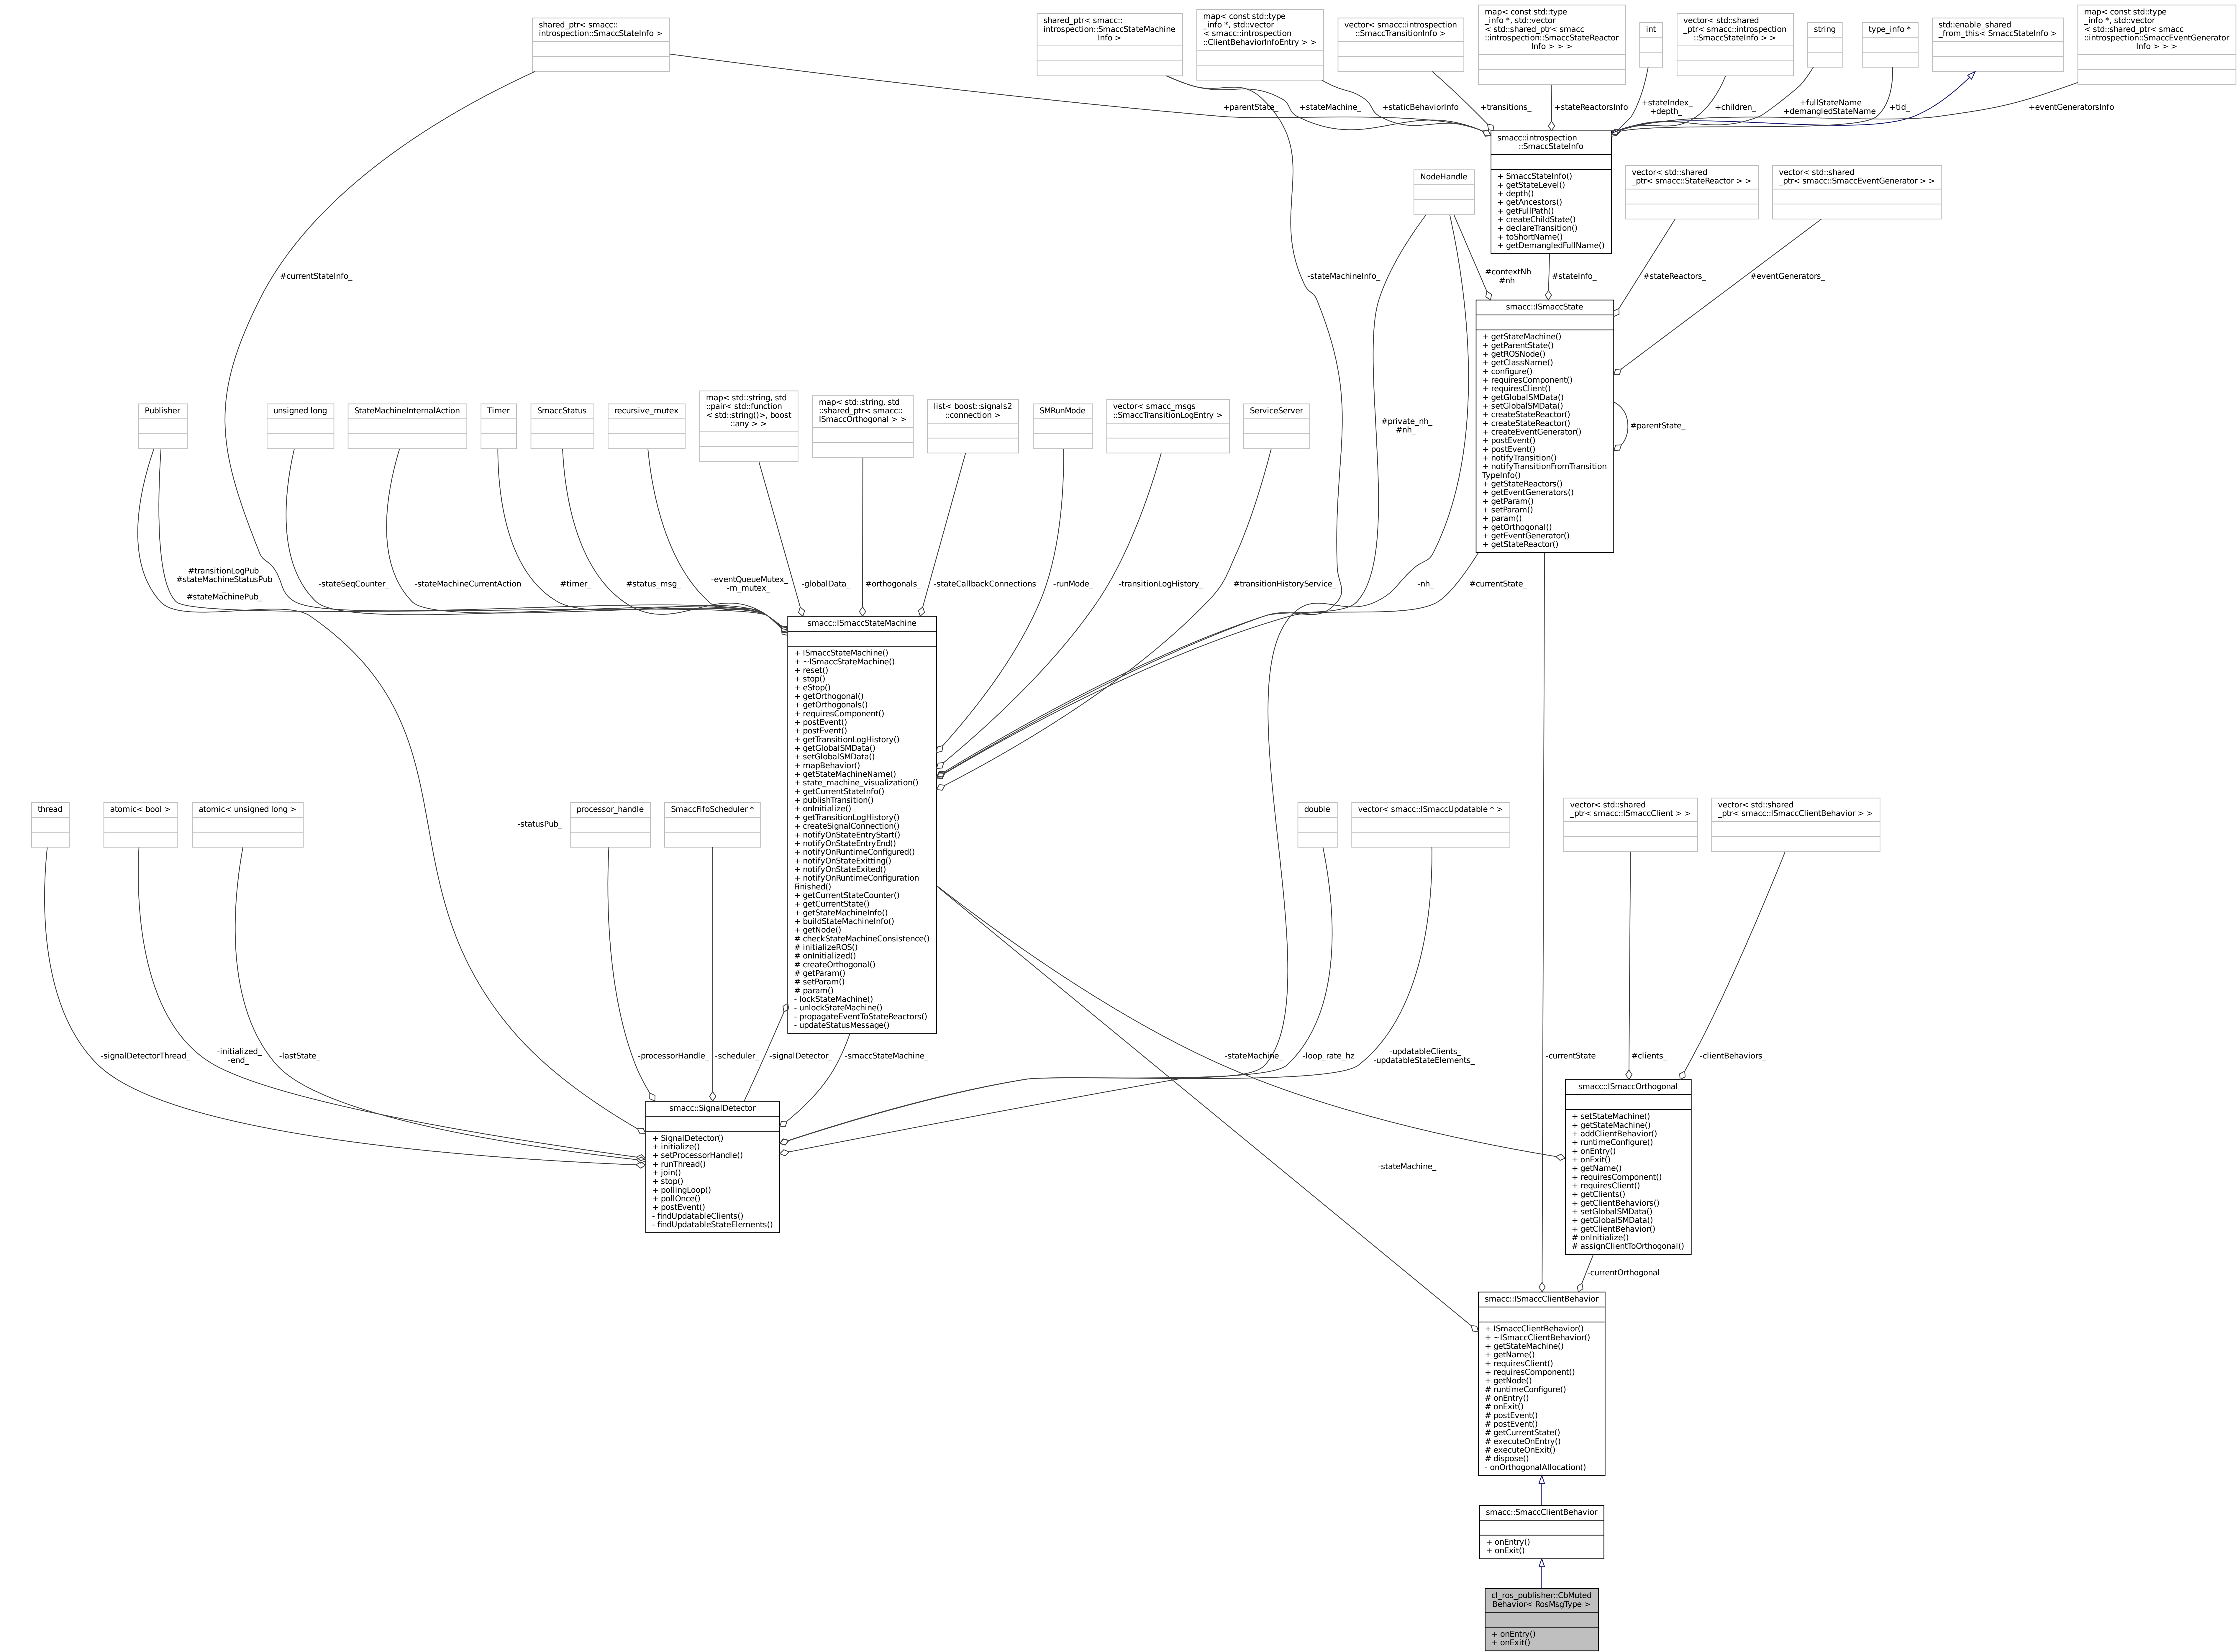 shared_ptr< smacc::
introspection::SmaccStateInfo >
shared_ptr< smacc::
introspection::SmaccStateMachine
Info >
map< const std::type
_info *, std::vector
< smacc::introspection
::ClientBehaviorInfoEntry > >
vector< smacc::introspection
::SmaccTransitionInfo >
map< const std::type
_info *, std::vector
< std::shared_ptr< smacc
::introspection::SmaccStateReactor
Info > > >
int
vector< std::shared
_ptr< smacc::introspection
::SmaccStateInfo > >
string
type_info *
std::enable_shared
_from_this< SmaccStateInfo >
map< const std::type
_info *, std::vector
< std::shared_ptr< smacc
::introspection::SmaccEventGenerator
Info > > >
+parentState_
+stateMachine_
+staticBehaviorInfo
+transitions_
+stateReactorsInfo
+stateIndex_
+depth_
+children_
+fullStateName
+demangledStateName
+tid_
+eventGeneratorsInfo
smacc::introspection
::SmaccStateInfo
+ SmaccStateInfo()
+ getStateLevel()
+ depth()
+ getAncestors()
+ getFullPath()
+ createChildState()
+ declareTransition()
+ toShortName()
+ getDemangledFullName()
NodeHandle
vector< std::shared
_ptr< smacc::StateReactor > >
vector< std::shared
_ptr< smacc::SmaccEventGenerator > >
#currentStateInfo_
-stateMachineInfo_
#contextNh
#nh
#stateInfo_
#stateReactors_
#eventGenerators_
smacc::ISmaccState
+ getStateMachine()
+ getParentState()
+ getROSNode()
+ getClassName()
+ configure()
+ requiresComponent()
+ requiresClient()
+ getGlobalSMData()
+ setGlobalSMData()
+ createStateReactor()
+ createStateReactor()
+ createEventGenerator()
+ postEvent()
+ postEvent()
+ notifyTransition()
+ notifyTransitionFromTransition
TypeInfo()
+ getStateReactors()
+ getEventGenerators()
+ getParam()
+ setParam()
+ param()
+ getOrthogonal()
+ getEventGenerator()
+ getStateReactor()
#parentState_
#private_nh_
#nh_
Publisher
unsigned long
StateMachineInternalAction
Timer
SmaccStatus
recursive_mutex
map< std::string, std
::pair< std::function
< std::string()>, boost
::any > >
map< std::string, std
::shared_ptr< smacc::
ISmaccOrthogonal > >
list< boost::signals2
::connection >
SMRunMode
vector< smacc_msgs
::SmaccTransitionLogEntry >
ServiceServer
#transitionLogPub_
#stateMachineStatusPub
_
#stateMachinePub_
-stateSeqCounter_
-stateMachineCurrentAction
#timer_
#status_msg_
-eventQueueMutex_
-m_mutex_
-globalData_
#orthogonals_
-stateCallbackConnections
-runMode_
-transitionLogHistory_
#transitionHistoryService_
-nh_
#currentState_
smacc::ISmaccStateMachine
+ ISmaccStateMachine()
+ ~ISmaccStateMachine()
+ reset()
+ stop()
+ eStop()
+ getOrthogonal()
+ getOrthogonals()
+ requiresComponent()
+ postEvent()
+ postEvent()
+ getTransitionLogHistory()
+ getGlobalSMData()
+ setGlobalSMData()
+ mapBehavior()
+ getStateMachineName()
+ state_machine_visualization()
+ getCurrentStateInfo()
+ publishTransition()
+ onInitialize()
+ getTransitionLogHistory()
+ createSignalConnection()
+ notifyOnStateEntryStart()
+ notifyOnStateEntryEnd()
+ notifyOnRuntimeConfigured()
+ notifyOnStateExitting()
+ notifyOnStateExited()
+ notifyOnRuntimeConfiguration
Finished()
+ getCurrentStateCounter()
+ getCurrentState()
+ getStateMachineInfo()
+ buildStateMachineInfo()
+ getNode()
# checkStateMachineConsistence()
# initializeROS()
# onInitialized()
# createOrthogonal()
# getParam()
# setParam()
# param()
- lockStateMachine()
- unlockStateMachine()
- propagateEventToStateReactors()
- updateStatusMessage()
thread
atomic< bool >
atomic< unsigned long >
-statusPub_
processor_handle
SmaccFifoScheduler *
double
vector< smacc::ISmaccUpdatable * >
vector< std::shared
_ptr< smacc::ISmaccClient > >
vector< std::shared
_ptr< smacc::ISmaccClientBehavior > >
-signalDetectorThread_
-initialized_
-end_
-lastState_
-processorHandle_
-scheduler_
-signalDetector_
-smaccStateMachine_
-stateMachine_
-loop_rate_hz
-updatableClients_
-updatableStateElements_
-currentState
#clients_
-clientBehaviors_
smacc::SignalDetector
+ SignalDetector()
+ initialize()
+ setProcessorHandle()
+ runThread()
+ join()
+ stop()
+ pollingLoop()
+ pollOnce()
+ postEvent()
- findUpdatableClients()
- findUpdatableStateElements()
smacc::ISmaccOrthogonal
+ setStateMachine()
+ getStateMachine()
+ addClientBehavior()
+ runtimeConfigure()
+ onEntry()
+ onExit()
+ getName()
+ requiresComponent()
+ requiresClient()
+ getClients()
+ getClientBehaviors()
+ setGlobalSMData()
+ getGlobalSMData()
+ getClientBehavior()
# onInitialize()
# assignClientToOrthogonal()
-stateMachine_
-currentOrthogonal
smacc::ISmaccClientBehavior
+ ISmaccClientBehavior()
+ ~ISmaccClientBehavior()
+ getStateMachine()
+ getName()
+ requiresClient()
+ requiresComponent()
+ getNode()
# runtimeConfigure()
# onEntry()
# onExit()
# postEvent()
# postEvent()
# getCurrentState()
# executeOnEntry()
# executeOnExit()
# dispose()
- onOrthogonalAllocation()
smacc::SmaccClientBehavior
+ onEntry()
+ onExit()
cl_ros_publisher::CbMuted
Behavior< RosMsgType >
+ onEntry()
+ onExit()